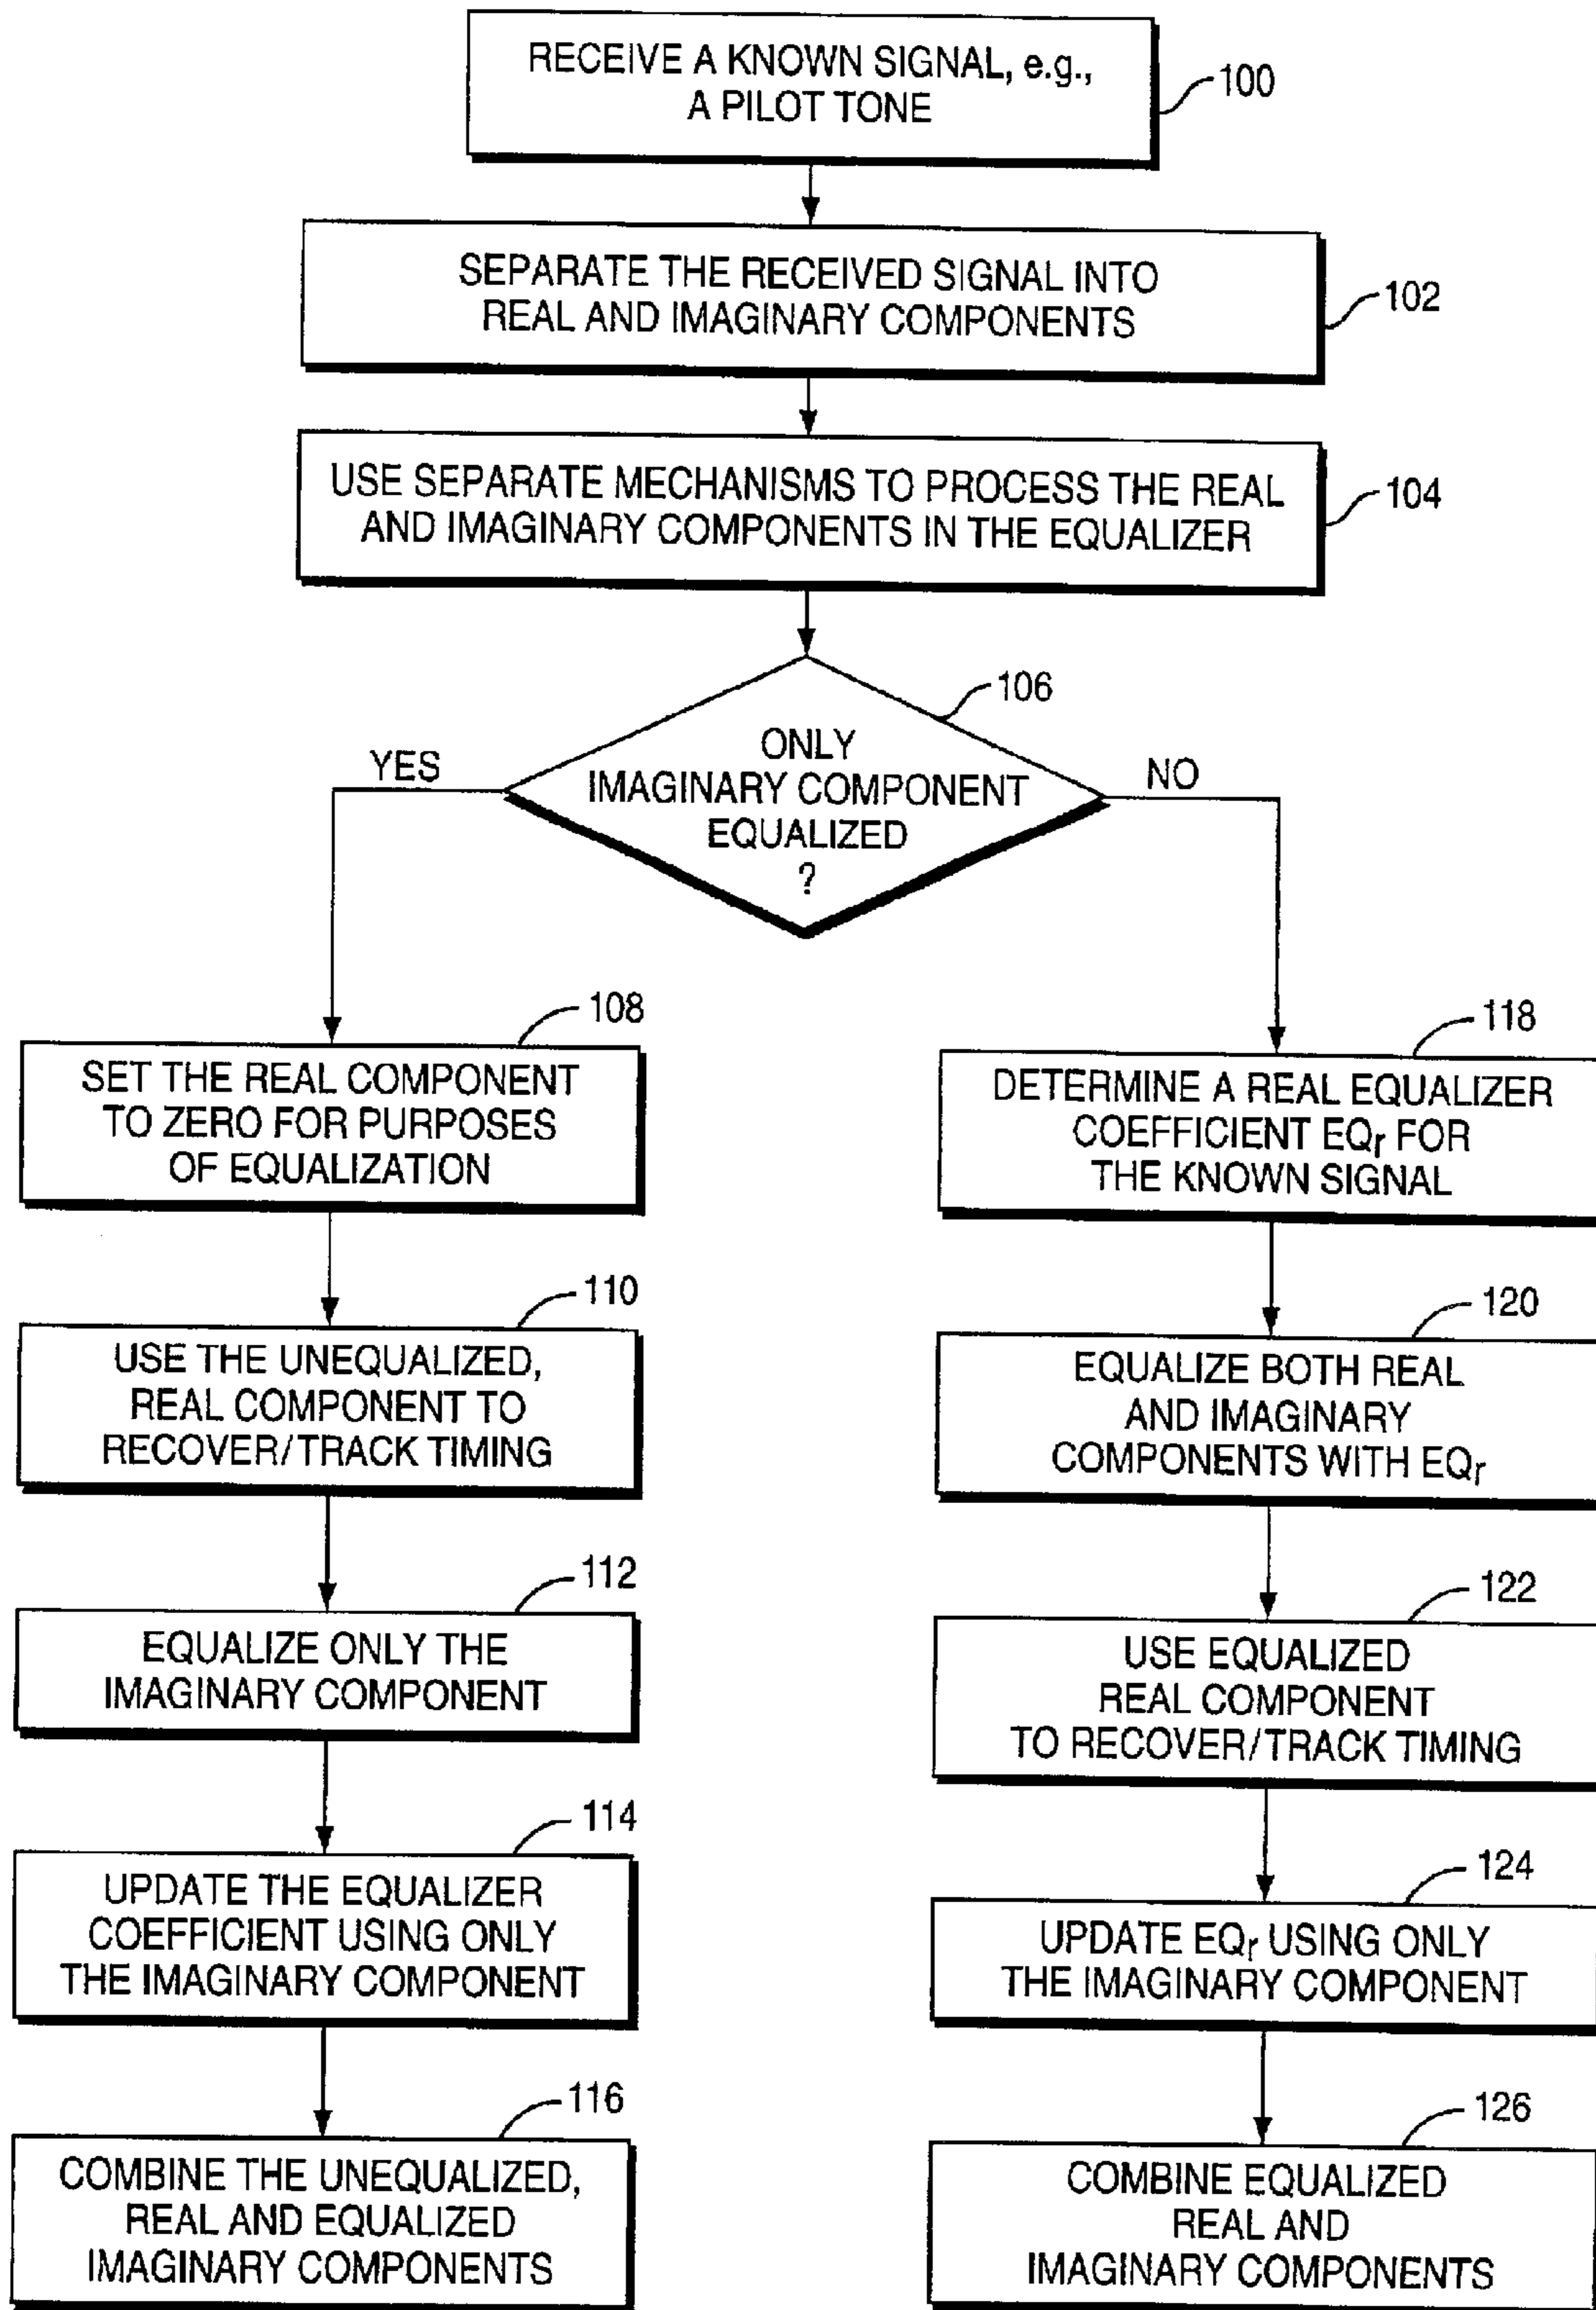 RECEIVE A KNOWN SIGNAL, e.g.,
A PILOT TONE
100
SEPARATE THE RECEIVED SIGNAL INTO
REAL AND IMAGINARY COMPONENTS
102
USE SEPARATE MECHANISMS TO PROCESS THE REAL
AND IMAGINARY COMPONENTS IN THE EQUALIZER
104
106
ONLY
IMAGINARY COMPONENT
EQUALIZED
?
YES
NO
108
SET THE REAL COMPONENT
TO ZERO FOR PURPOSES
OF EQUALIZATION
110
USE THE UNEQUALIZED,
REAL COMPONENT TO
RECOVER/TRACK TIMING
112
EQUALIZE ONLY THE
IMAGINARY COMPONENT
114
UPDATE THE EQUALIZER
COEFFICIENT USING ONLY
THE IMAGINARY COMPONENT
116
COMBINE THE UNEQUALIZED,
REAL AND EQUALIZED
IMAGINARY COMPONENTS
118
DETERMINE A REAL EQUALIZER
COEFFICIENT EQr FOR
THE KNOWN SIGNAL
120
EQUALIZE BOTH REAL
AND IMAGINARY
COMPONENTS WITH EQr
122
USE EQUALIZED
REAL COMPONENT
TO RECOVER/TRACK TIMING
124
UPDATE EQr USING ONLY
THE IMAGINARY COMPONENT
126
COMBINE EQUALIZED
REAL AND
IMAGINARY COMPONENTS